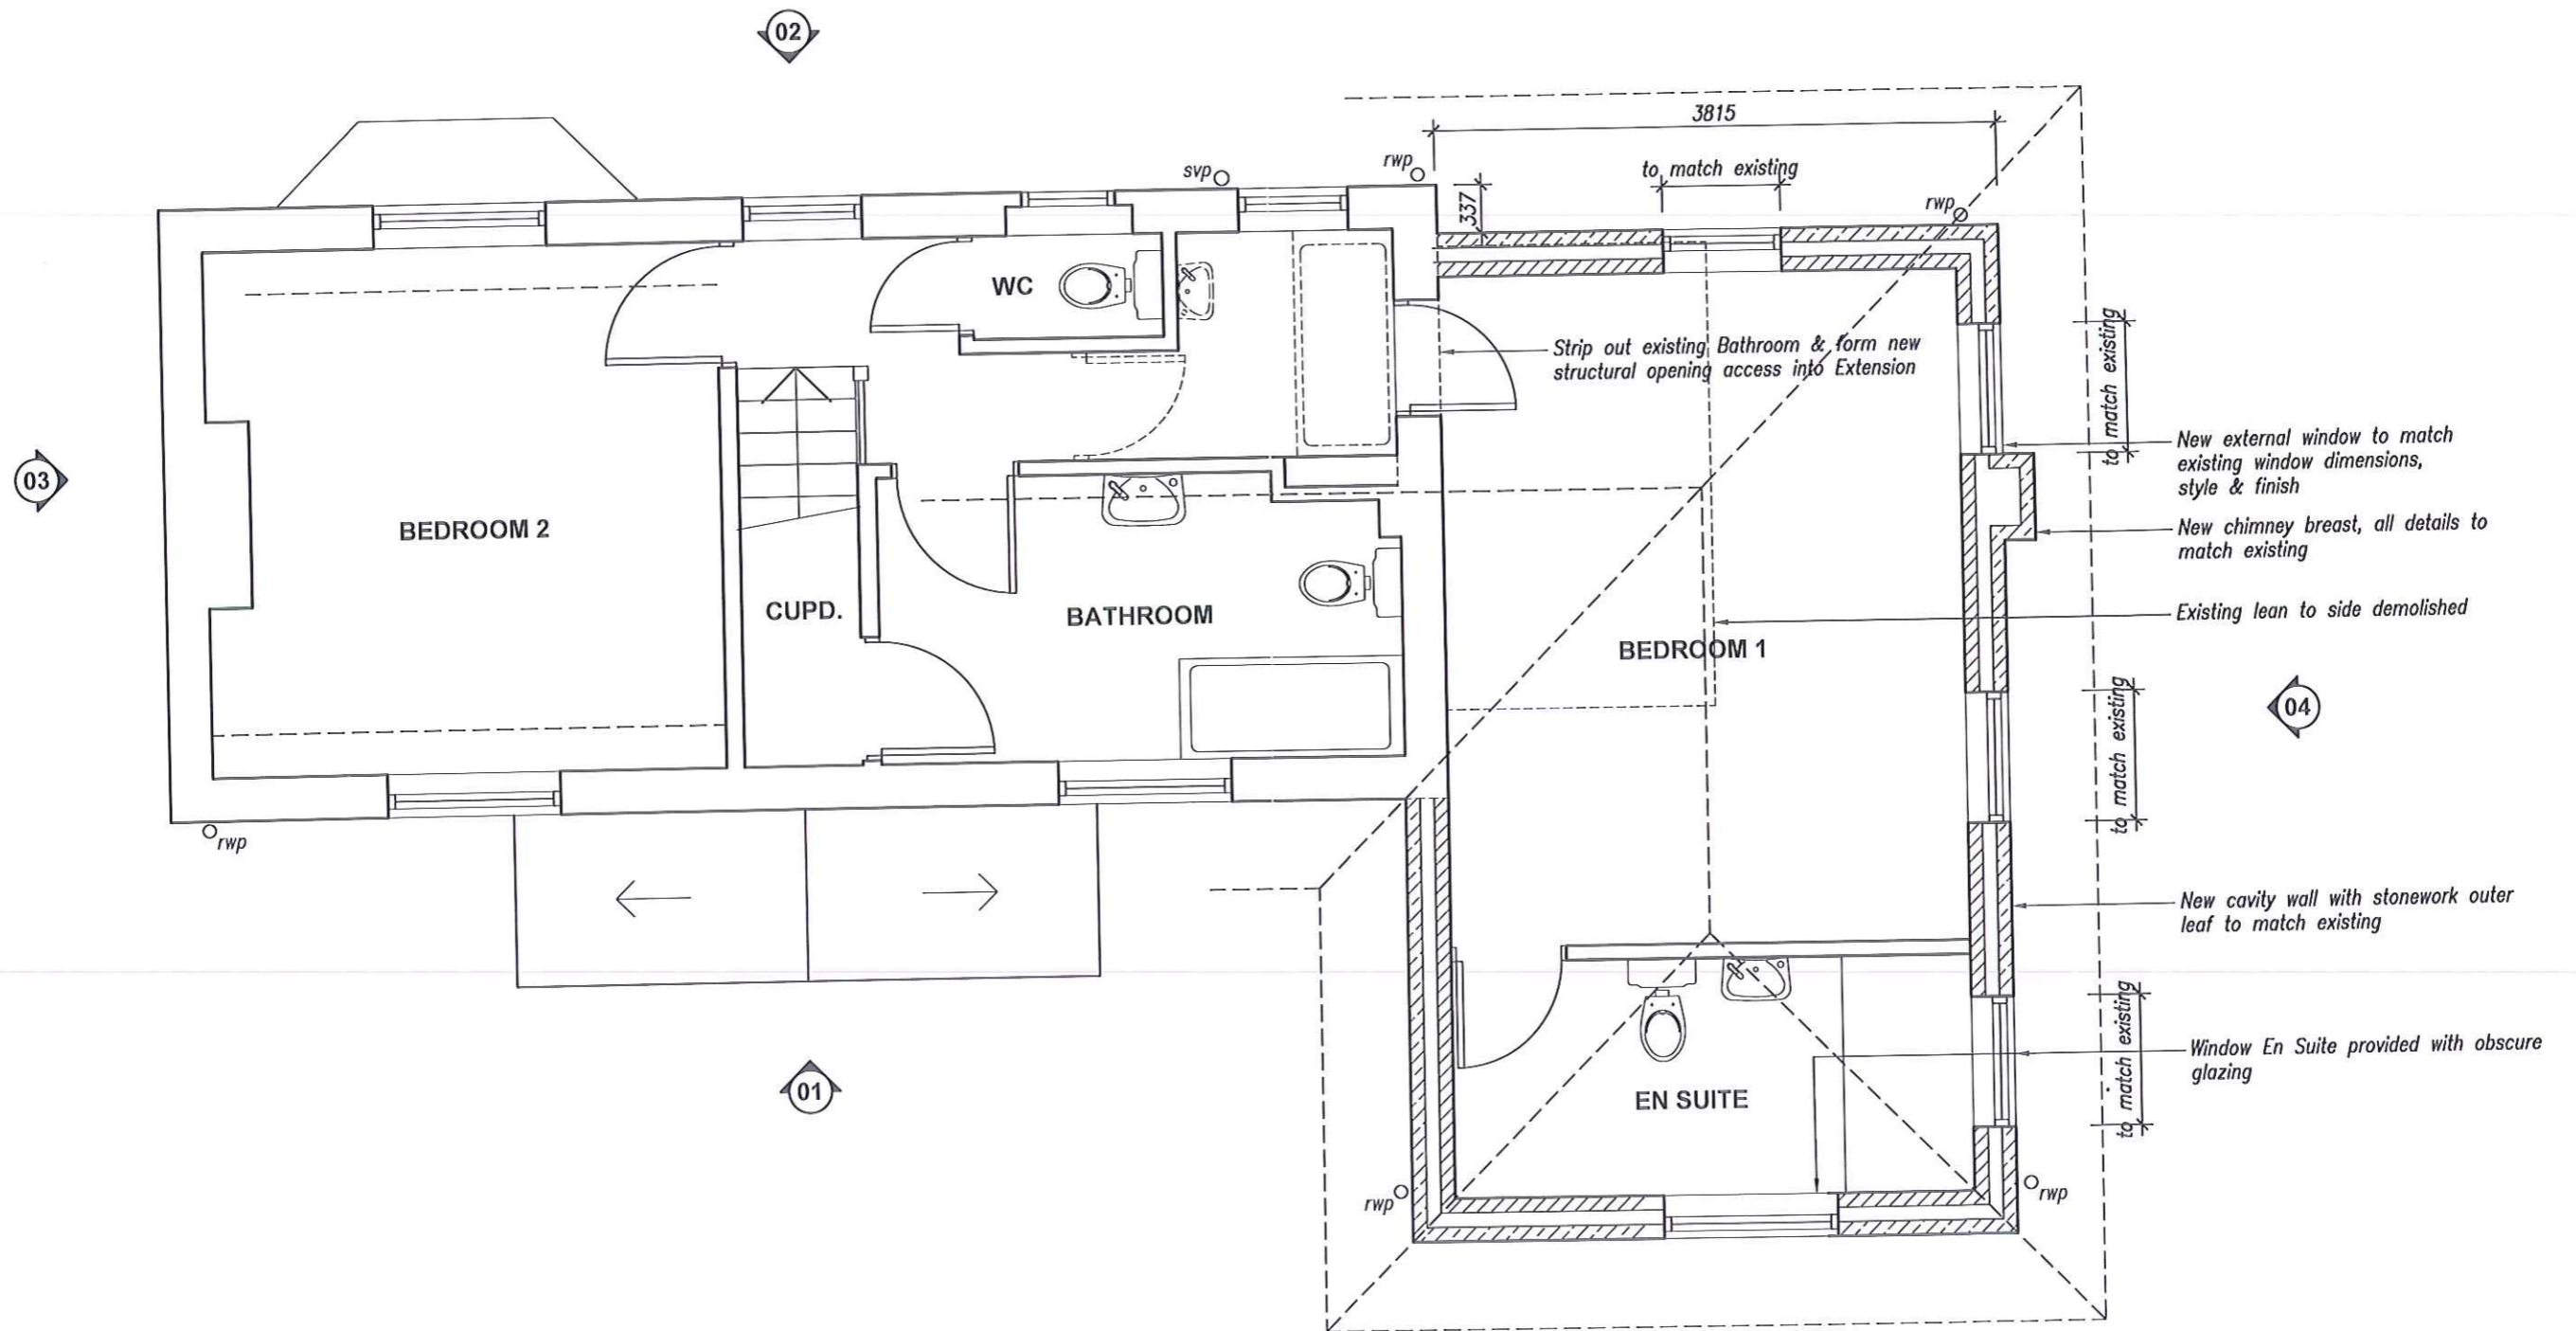 02
3815
to match existing
svp
rwp
337
rwp
WC
Strip out existing Bathroom & form new
structural opening access into Extension
to match existing
New external window to match
existing window dimensions,
style & finish
03
BEDROOM 2
New chimney breast, all details to
match existing
CUPD.
BATHROOM
Existing lean to side demolished
BEDROOM 1
to match existing
04
rwp
New cavity wall with stonework outer
leaf to match existing
to match existing
Window En Suite provided with obscure
glazing
01
EN SUITE
rwp
rwp